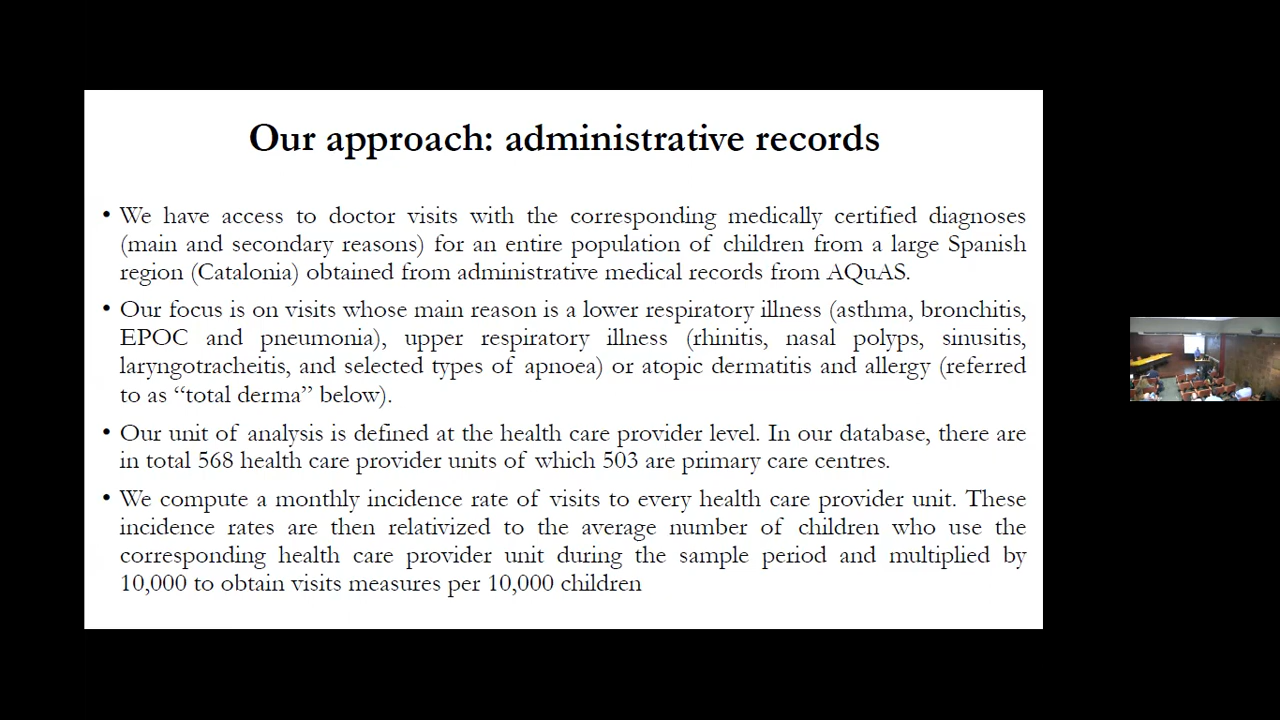 Our approach: administrative records
• We have access to doctor visits with the corresponding medically certified diagnoses
(main and secondary reasons) for an entire population of children from a large Spanish
region (Catalonia) obtained from administrative medical records from AQuAS.
• Our focus is on visits whose main reason is a lower respiratory illness (asthma, bronchitis,
EPOC and pneumonia), upper respiratory illness (rhinitis, nasal polyps, sinusitis,
laryngotracheitis, and selected types of apnoea) or atopic dermatitis and allergy (referred
to as “total derma” below).
• Our unit of analysis is defined at the health care provider level. In our database, there are
in total 568 health care provider units of which 503 are primary care centres.
• We compute a monthly incidence rate of visits to every health care provider unit. These
incidence rates are then relativized to the average number of children who use the
corresponding health care provider unit during the sample period and multiplied by
10,000 to obtain visits measures per 10,000 children